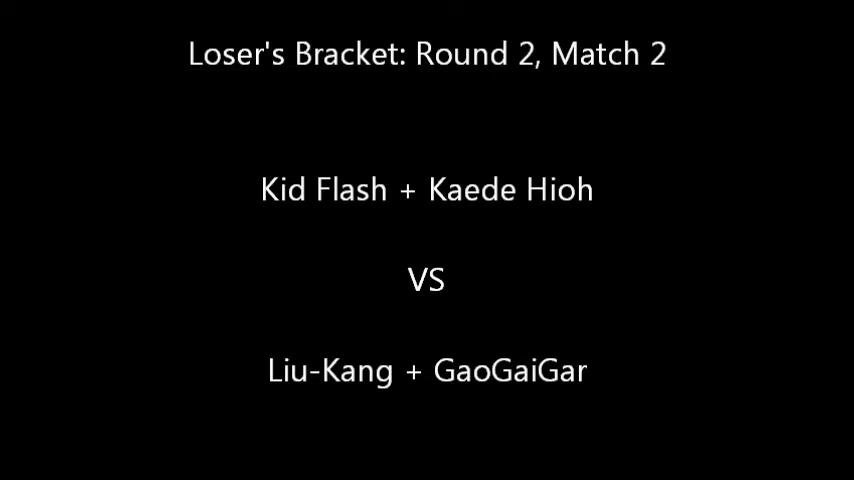 Loser's Bracket: Round 2, Match 2
Kid Flash + Kaede Hioh
VS
Liu-Kang + GaoGaiGar